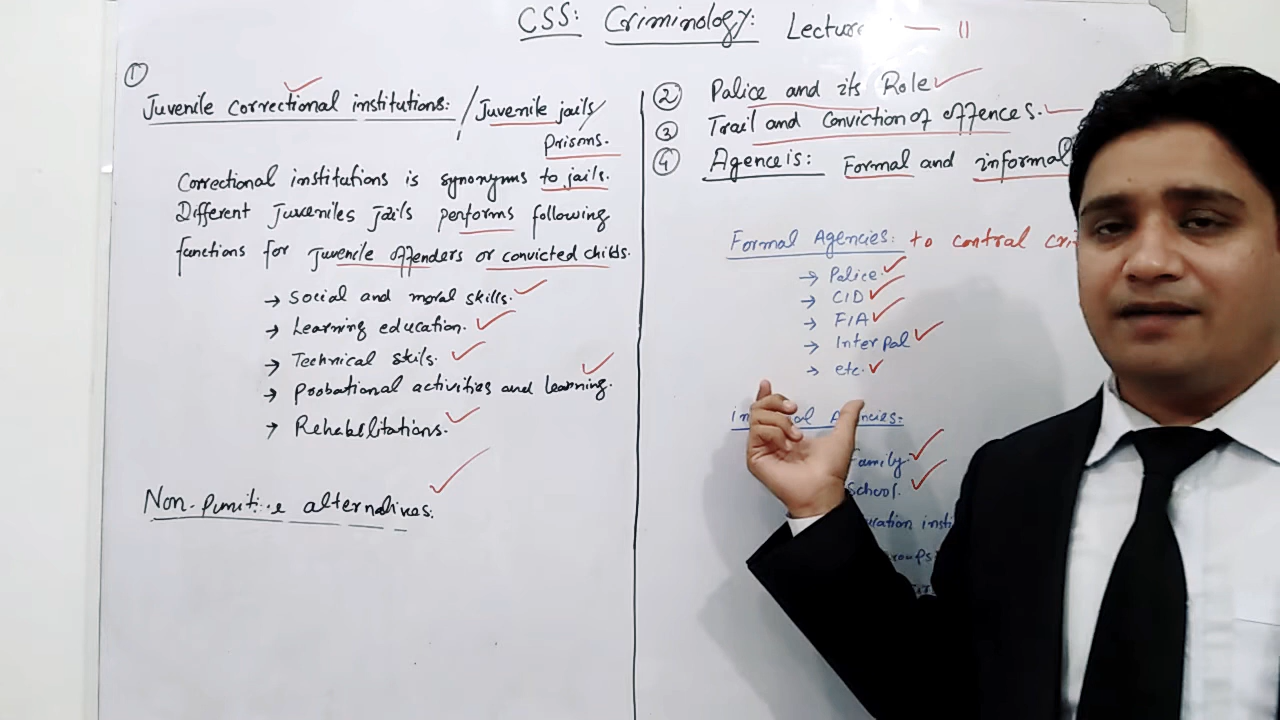 CSS: Criminology: Lecture — 11
①
Juvenile correctional institutions: / Juvenile jails/
Prisons.
Correctional institutions is synonyms to jails.
Different Juveniles jails performs following
functions for juvenile offenders or convicted childs.
→ Social and moral skills.
→ Learning education.
→ Technical skils.
→ Probational activities and learning.
→ Rehabelitations.
Non-punitive alternatives.
② Police and its Role
③ Trail and Conviction of offences.
④ Agenceis: Formal and informal
Formal Agencies: to control
→ Police.
→ CID
→ FIA
→ Interpal
→ etc.
Agencies:
Family.
School.